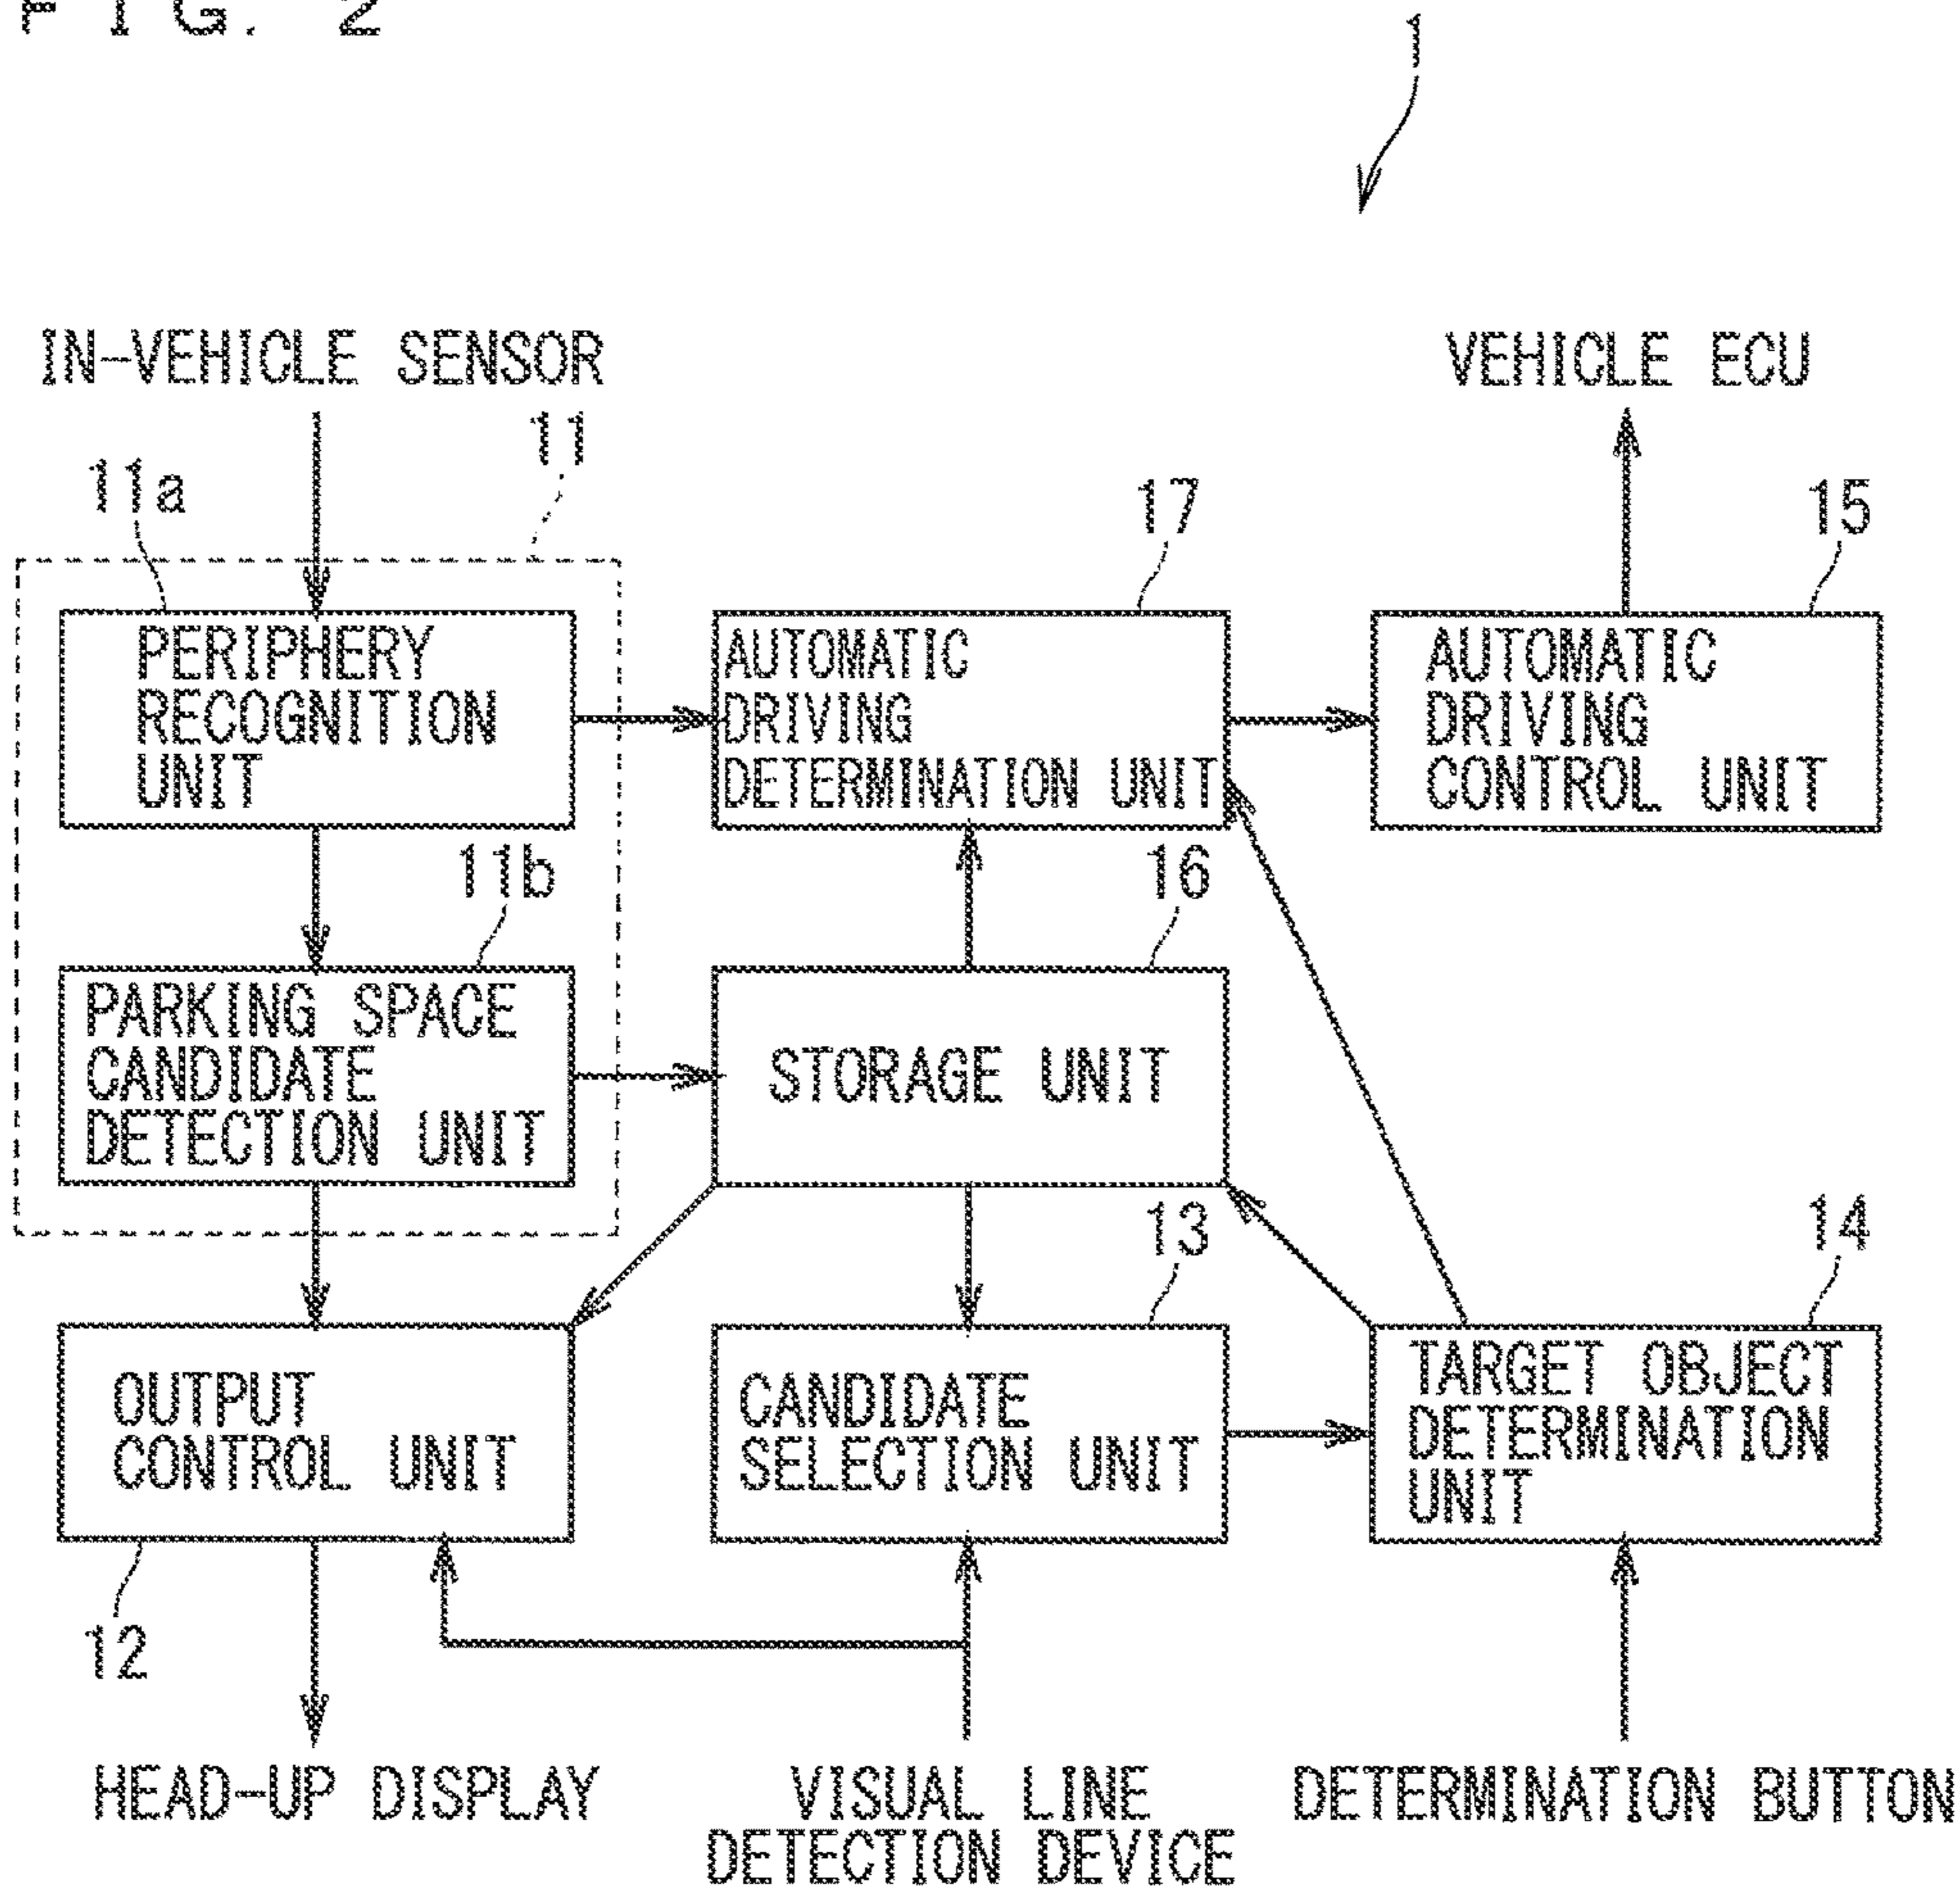 FIG. 2
1
IN-VEHICLE SENSOR
VEHICLE ECU
11
11a
17
15
PERIPHERY
RECOGNITION
UNIT
AUTOMATIC
DRIVING
DETERMINATION UNIT
AUTOMATIC
DRIVING
CONTROL UNIT
11b
16
PARKING SPACE
CANDIDATE
DETECTION UNIT
STORAGE UNIT
13
14
OUTPUT
CONTROL UNIT
CANDIDATE
SELECTION UNIT
TARGET OBJECT
DETERMINATION
UNIT
12
HEAD-UP DISPLAY
VISUAL LINE
DETECTION DEVICE
DETERMINATION BUTTON